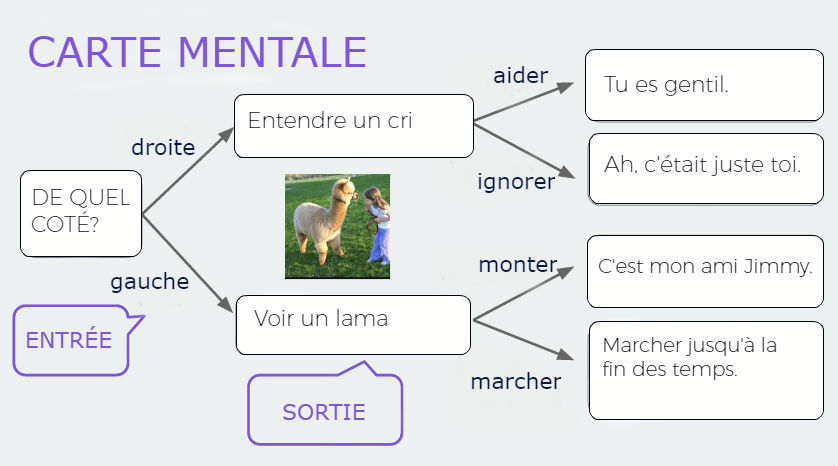 CARTE MENTALE
DE QUEL
COTÉ?
droite
gauche
ENTRÉE
Entendre un cri
Voir un lama
SORTIE
aider
ignorer
monter
marcher
Tu es gentil.
Ah, c'était juste toi.
C'est mon ami Jimmy.
Marcher jusqu'à la
fin des temps.